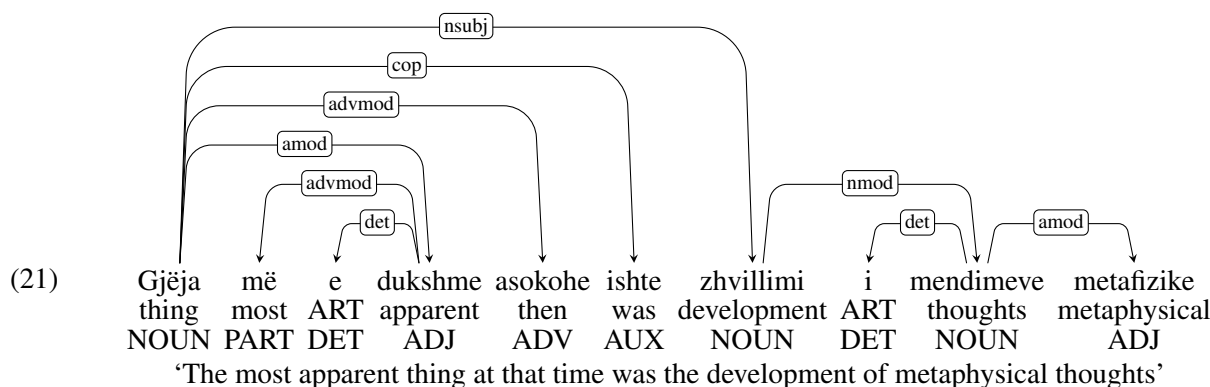 nsubj
cop
advmod
amod
advmod nmod
det det amod
(21) Gjëja më e dukshme asokohe ishte zhvillimi i mendimeve metafizike
thing most ART apparent then was development ART thoughts metaphysical
NOUN PART DET ADJ ADV AUX NOUN DET NOUN ADJ
‘The most apparent thing at that time was the development of metaphysical thoughts’